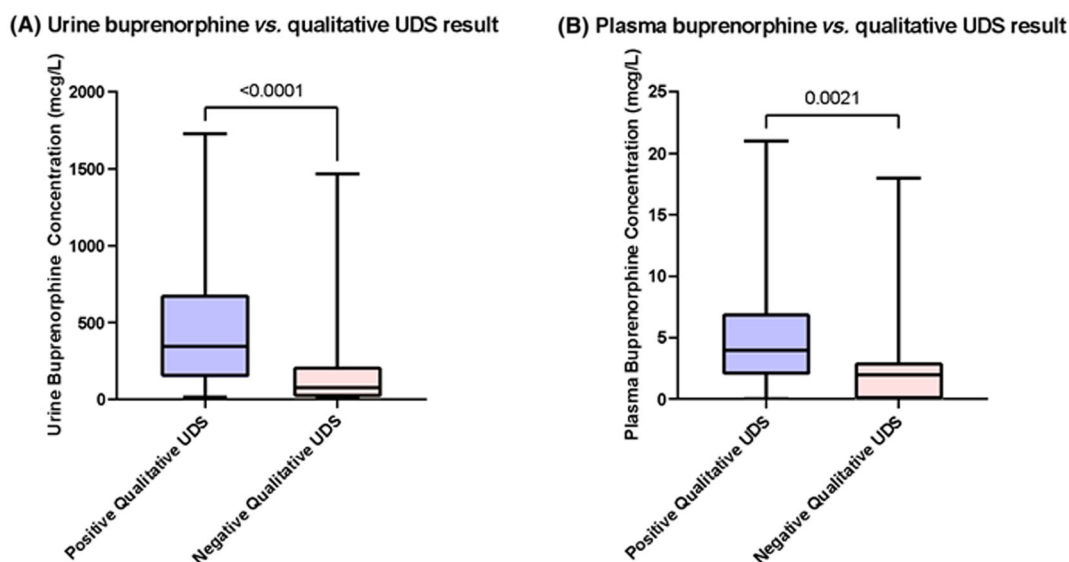 (A) Urine buprenorphine vs. qualitative UDS result
Urine Buprenorphine Concentration (mcg/L)
2000
1500
1000
500
0
<0.0001
Positive Qualitative UDS
Negative Qualitative UDS
(B) Plasma buprenorphine vs. qualitative UDS result
Plasma Buprenorphine Concentration (mcg/L)
25
20
15
10
5
0
0.0021
Positive Qualitative UDS
Negative Qualitative UDS